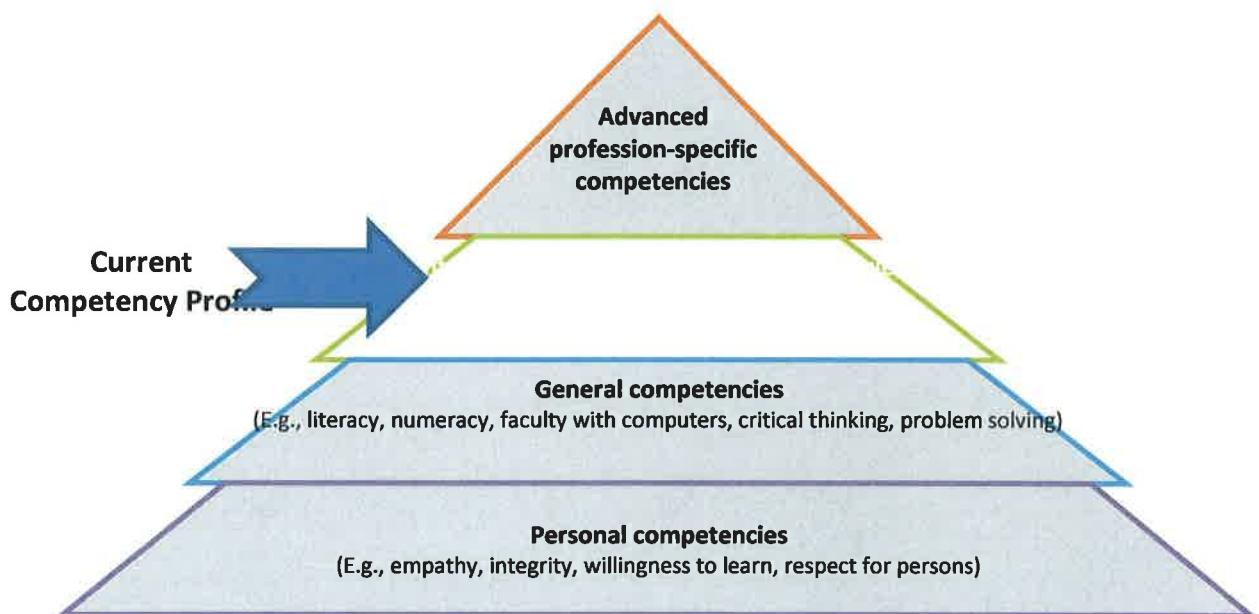 Advanced
profession-specific
competencies
Current
Competency Profile
General competencies
(E.g., literacy, numeracy, faculty with computers, critical thinking, problem solving)
Personal competencies
(E.g., empathy, integrity, willingness to learn, respect for persons)